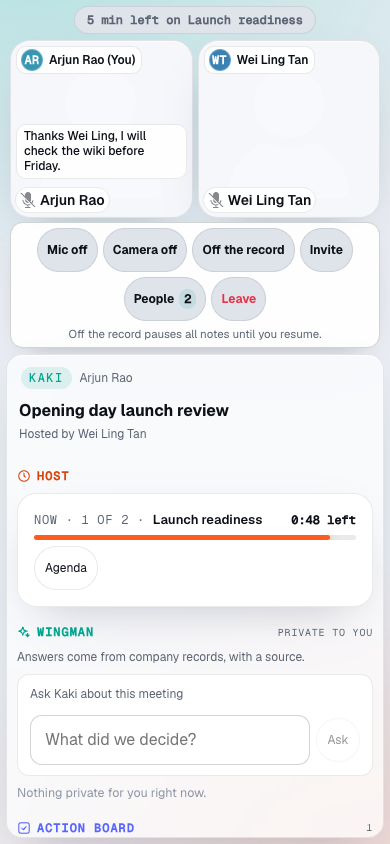 5 min left on Launch readiness
AR Arjun Rao (You)
WT Wei Ling Tan
Thanks Wei Ling, I will
check the wiki before
Friday.
Arjun Rao
Wei Ling Tan
Mic off
Camera off
Off the record
Invite
People 2
Leave
Off the record pauses all notes until you resume.
KAKI Arjun Rao
Opening day launch review
Hosted by Wei Ling Tan
HOST
NOW · 1 OF 2 · Launch readiness 0:48 left
Agenda
WINGMAN PRIVATE TO YOU
Answers come from company records, with a source.
Ask Kaki about this meeting
What did we decide? Ask
Nothing private for you right now.
ACTION BOARD 1